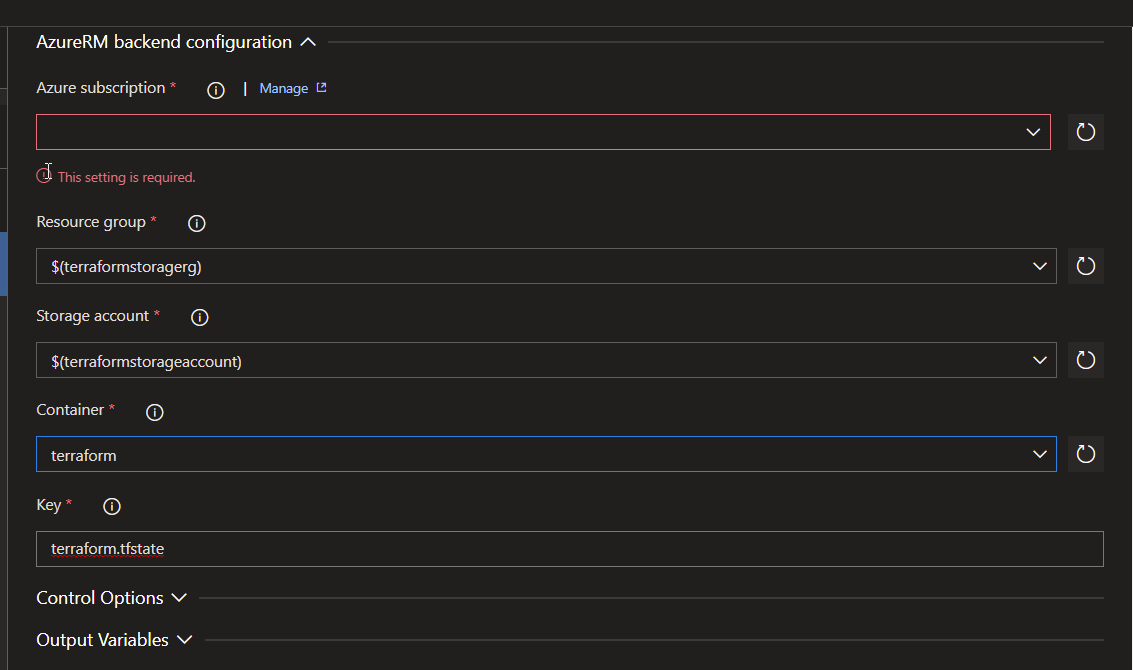 AzureRM backend configuration
Azure subscription * | Manage
This setting is required.
Resource group *
$(terraformstoragerg)
Storage account *
$(terraformstorageaccount)
Container *
terraform
Key *
terraform.tfstate
Control Options
Output Variables